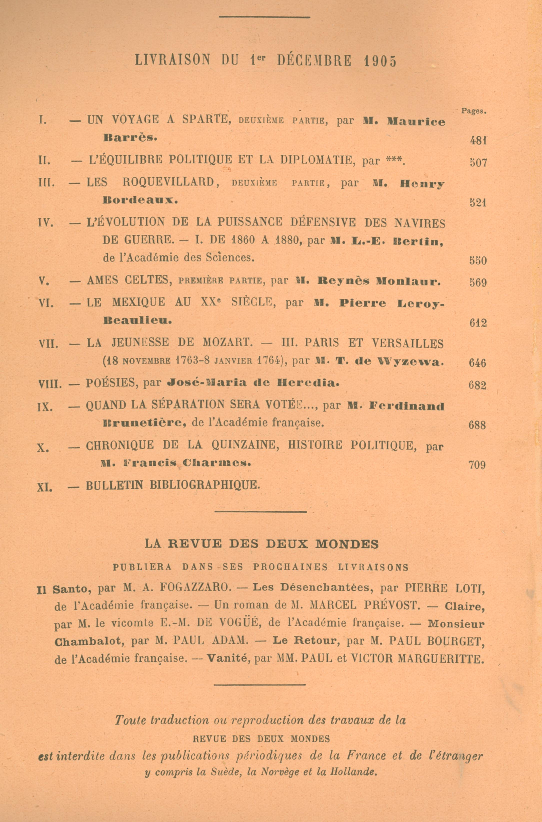 LIVRAISON DU 1er DÉCEMBRE 1905
Pages.
I. — UN VOYAGE A SPARTE, DEUXIÈME PARTIE, par M. Maurice
Barrès. 481
II. — L'ÉQUILIBRE POLITIQUE ET LA DIPLOMATIE, par ***. 507
III. — LES ROQUEVILLARD, DEUXIÈME PARTIE, par M. Henry
Bordeaux. 521
IV. — L'ÉVOLUTION DE LA PUISSANCE DÉFENSIVE DES NAVIRES
DE GUERRE. — I. DE 1860 A 1880, par M. L.-E. Bertin,
de l'Académie des Sciences. 550
V. — AMES CELTES, PREMIÈRE PARTIE, par M. Reynès Monlaur. 569
VI. — LE MEXIQUE AU XXe SIÈCLE, par M. Pierre Leroy-
Beaulieu. 612
VII. — LA JEUNESSE DE MOZART. — III. PARIS ET VERSAILLES
(18 NOVEMBRE 1763-8 JANVIER 1764), par M. T. de Wyzewa. 646
VIII. — POÉSIES, par José-Maria de Heredia. 682
IX. — QUAND LA SÉPARATION SERA VOTÉE..., par M. Ferdinand
Brunetière, de l'Académie française. 688
X. — CHRONIQUE DE LA QUINZAINE, HISTOIRE POLITIQUE, par
M. Francis Charmes. 709
XI. — BULLETIN BIBLIOGRAPHIQUE.
LA REVUE DES DEUX MONDES
PUBLIERA DANS SES PROCHAINES LIVRAISONS
Il Santo, par M. A. FOGAZZARO. — Les Désenchantées, par PIERRE LOTI,
de l'Académie française. — Un roman de M. MARCEL PRÉVOST. — Claire,
par M. le vicomte E.-M. DE VOGÜÉ, de l'Académie française. — Monsieur
Chambalot, par M. PAUL ADAM. — Le Retour, par M. PAUL BOURGET,
de l'Académie française. — Vanité, par MM. PAUL et VICTOR MARGUERITTE.
Toute traduction ou reproduction des travaux de la
REVUE DES DEUX MONDES
est interdite dans les publications périodiques de la France et de l'étranger
y compris la Suède, la Norvège et la Hollande.